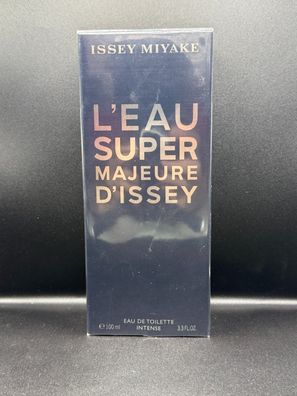 ISSEY MIYAKE
L'EAU
SUPER
MAJEURE
D'ISSEY
EAU DE TOILETTE
INTENSE
℮ 100 ml 3.3 FL.OZ.